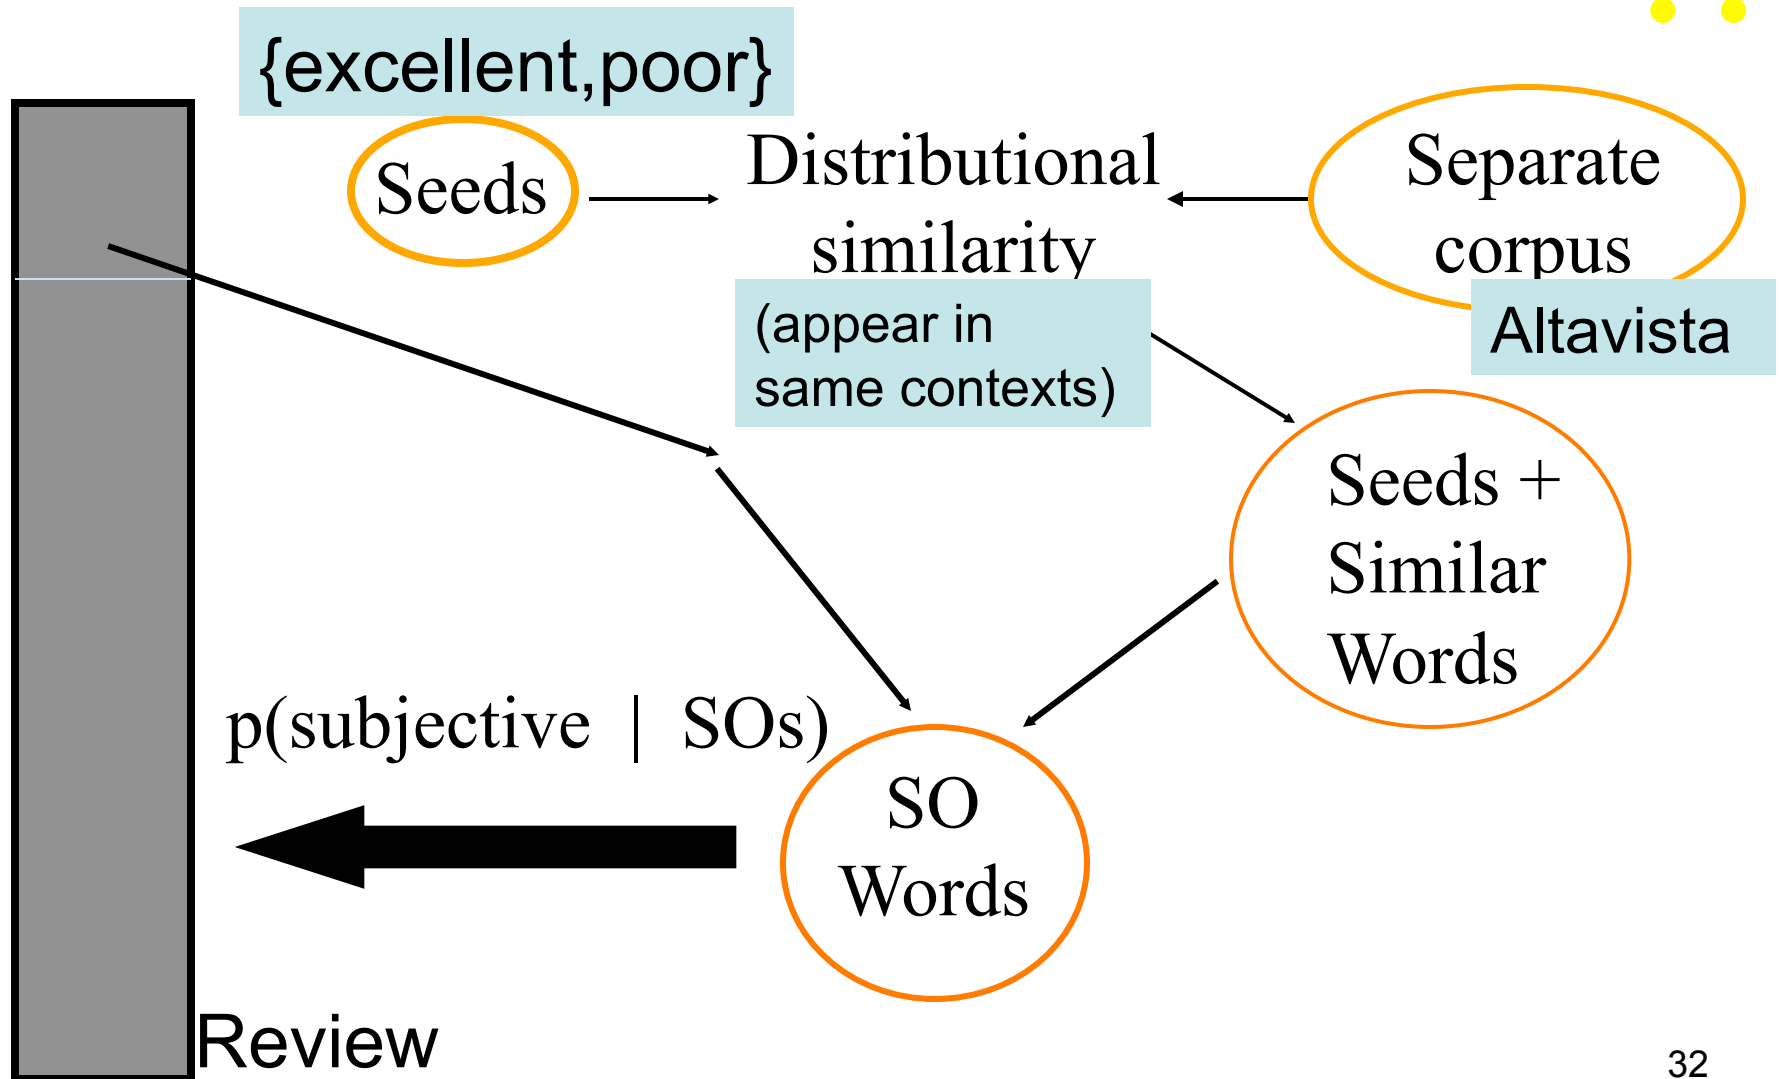 {excellent,poor}
Seeds
Distributional
similarity
(appear in
same contexts)
Separate
corpus
Altavista
Seeds +
Similar
Words
p(subjective | SOs)
SO
Words
Review
32